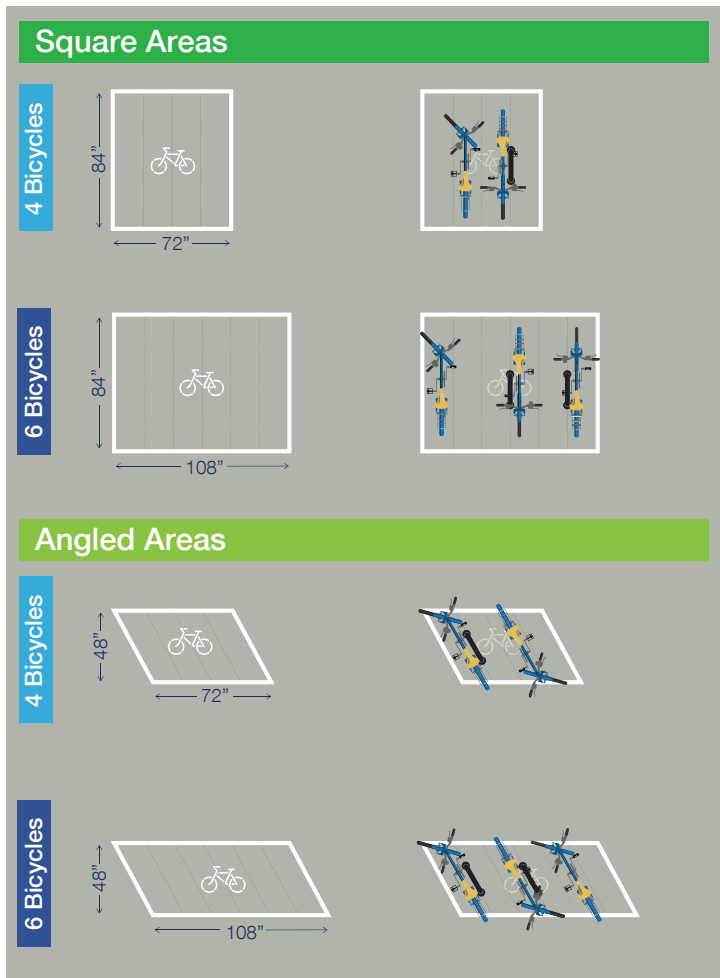 Square Areas
4 Bicycles
84”
72”
6 Bicycles
84”
108”
Angled Areas
4 Bicycles
48”
72”
6 Bicycles
48”
108”